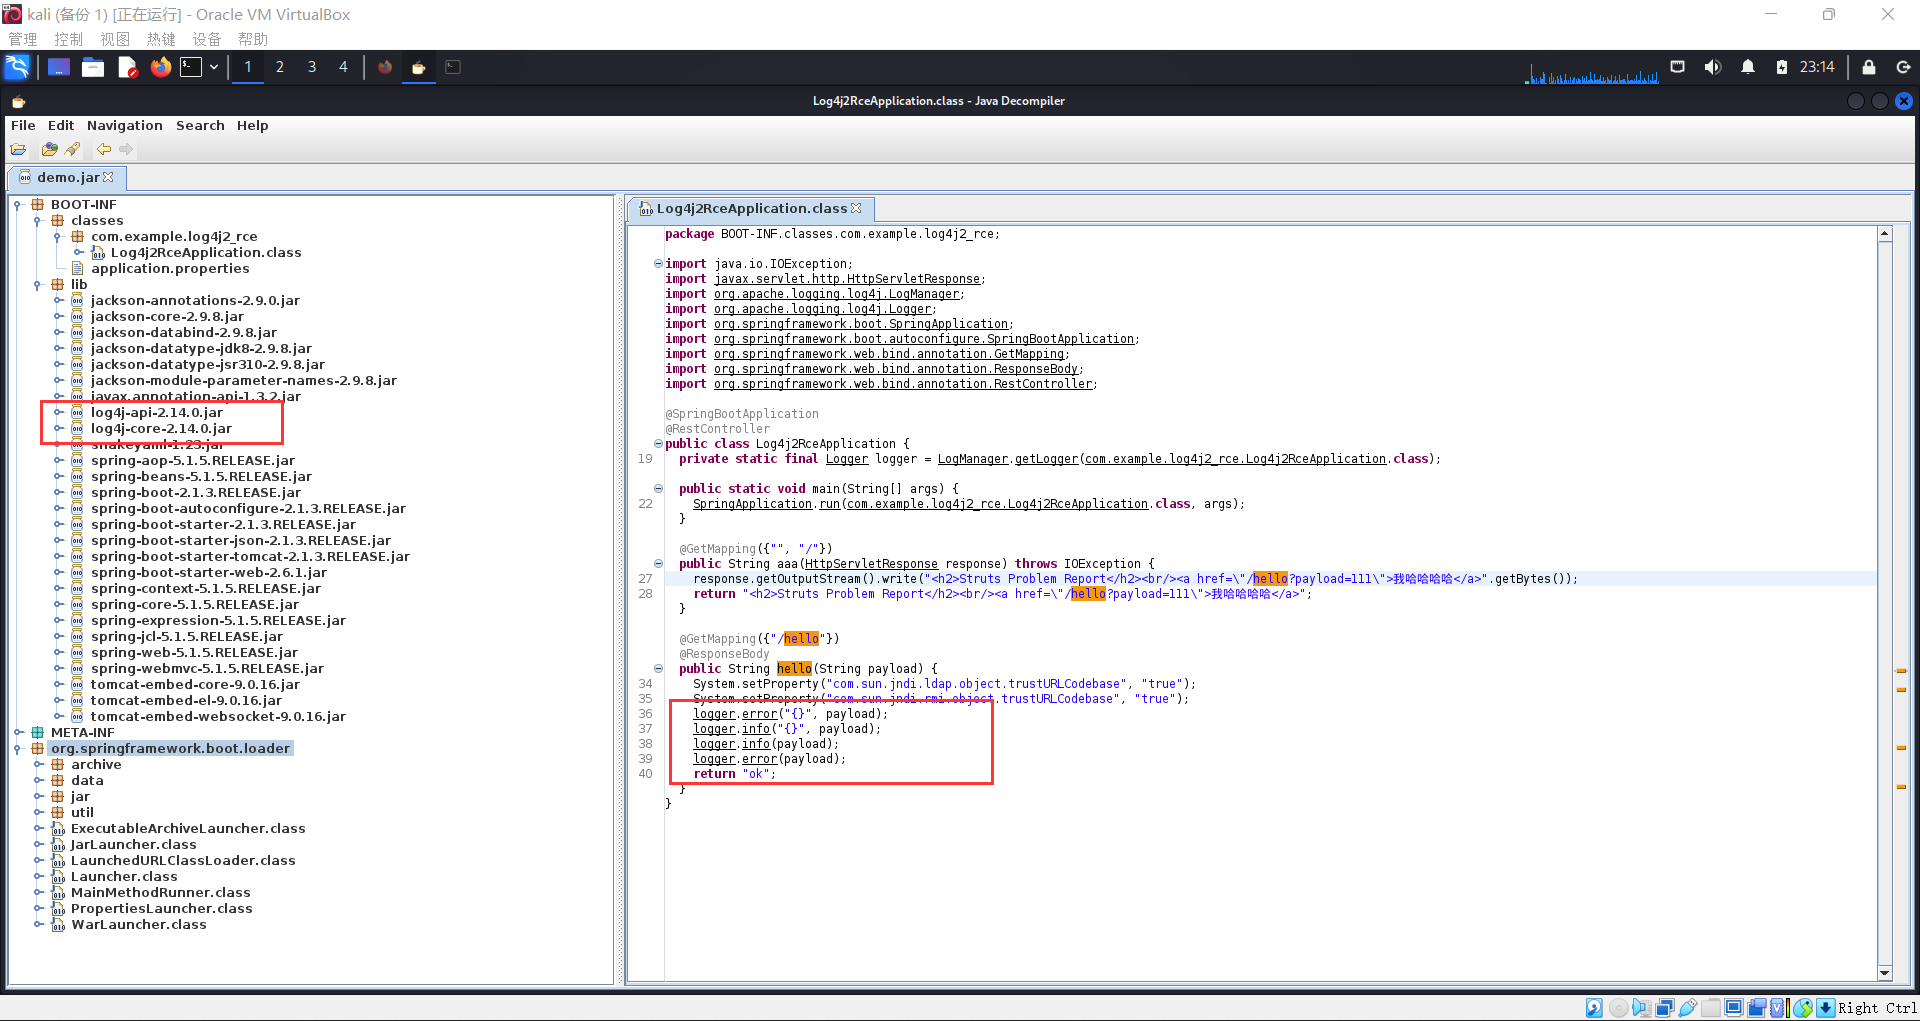 kali (备份 1) [正在运行] - Oracle VM VirtualBox
管理 控制 视图 热键 设备 帮助
1 2 3 4 23:14
Log4j2RceApplication.class - Java Decompiler
File Edit Navigation Search Help
demo.jar
BOOT-INF
classes
com.example.log4j2_rce
Log4j2RceApplication.class
application.properties
lib
jackson-annotations-2.9.0.jar
jackson-core-2.9.8.jar
jackson-databind-2.9.8.jar
jackson-datatype-jdk8-2.9.8.jar
jackson-datatype-jsr310-2.9.8.jar
jackson-module-parameter-names-2.9.8.jar
javax.annotation-api-1.3.2.jar
log4j-api-2.14.0.jar
log4j-core-2.14.0.jar
snakeyaml-1.23.jar
spring-aop-5.1.5.RELEASE.jar
spring-beans-5.1.5.RELEASE.jar
spring-boot-2.1.3.RELEASE.jar
spring-boot-autoconfigure-2.1.3.RELEASE.jar
spring-boot-starter-2.1.3.RELEASE.jar
spring-boot-starter-json-2.1.3.RELEASE.jar
spring-boot-starter-tomcat-2.1.3.RELEASE.jar
spring-boot-starter-web-2.6.1.jar
spring-context-5.1.5.RELEASE.jar
spring-core-5.1.5.RELEASE.jar
spring-expression-5.1.5.RELEASE.jar
spring-jcl-5.1.5.RELEASE.jar
spring-web-5.1.5.RELEASE.jar
spring-webmvc-5.1.5.RELEASE.jar
tomcat-embed-core-9.0.16.jar
tomcat-embed-el-9.0.16.jar
tomcat-embed-websocket-9.0.16.jar
META-INF
org.springframework.boot.loader
archive
data
jar
util
ExecutableArchiveLauncher.class
JarLauncher.class
LaunchedURLClassLoader.class
Launcher.class
MainMethodRunner.class
PropertiesLauncher.class
WarLauncher.class
Log4j2RceApplication.class
package BOOT-INF.classes.com.example.log4j2_rce;
import java.io.IOException;
import javax.servlet.http.HttpServletResponse;
import org.apache.logging.log4j.LogManager;
import org.apache.logging.log4j.Logger;
import org.springframework.boot.SpringApplication;
import org.springframework.boot.autoconfigure.SpringBootApplication;
import org.springframework.web.bind.annotation.GetMapping;
import org.springframework.web.bind.annotation.ResponseBody;
import org.springframework.web.bind.annotation.RestController;
@SpringBootApplication
@RestController
public class Log4j2RceApplication {
19 private static final Logger logger = LogManager.getLogger(com.example.log4j2_rce.Log4j2RceApplication.class);
public static void main(String[] args) {
22 SpringApplication.run(com.example.log4j2_rce.Log4j2RceApplication.class, args);
}
@GetMapping({"", "/"})
public String aaa(HttpServletResponse response) throws IOException {
27 response.getOutputStream().write("<h2>Struts Problem Report</h2><br/><a href=\"/hello?payload=111\">我哈哈哈哈</a>".getBytes());
28 return "<h2>Struts Problem Report</h2><br/><a href=\"/hello?payload=111\">我哈哈哈哈</a>";
}
@GetMapping({"/hello"})
@ResponseBody
public String hello(String payload) {
34 System.setProperty("com.sun.jndi.ldap.object.trustURLCodebase", "true");
35 System.setProperty("com.sun.jndi.rmi.object.trustURLCodebase", "true");
36 logger.error("{}", payload);
37 logger.info("{}", payload);
38 logger.info(payload);
39 logger.error(payload);
40 return "ok";
}
}
Right Ctrl